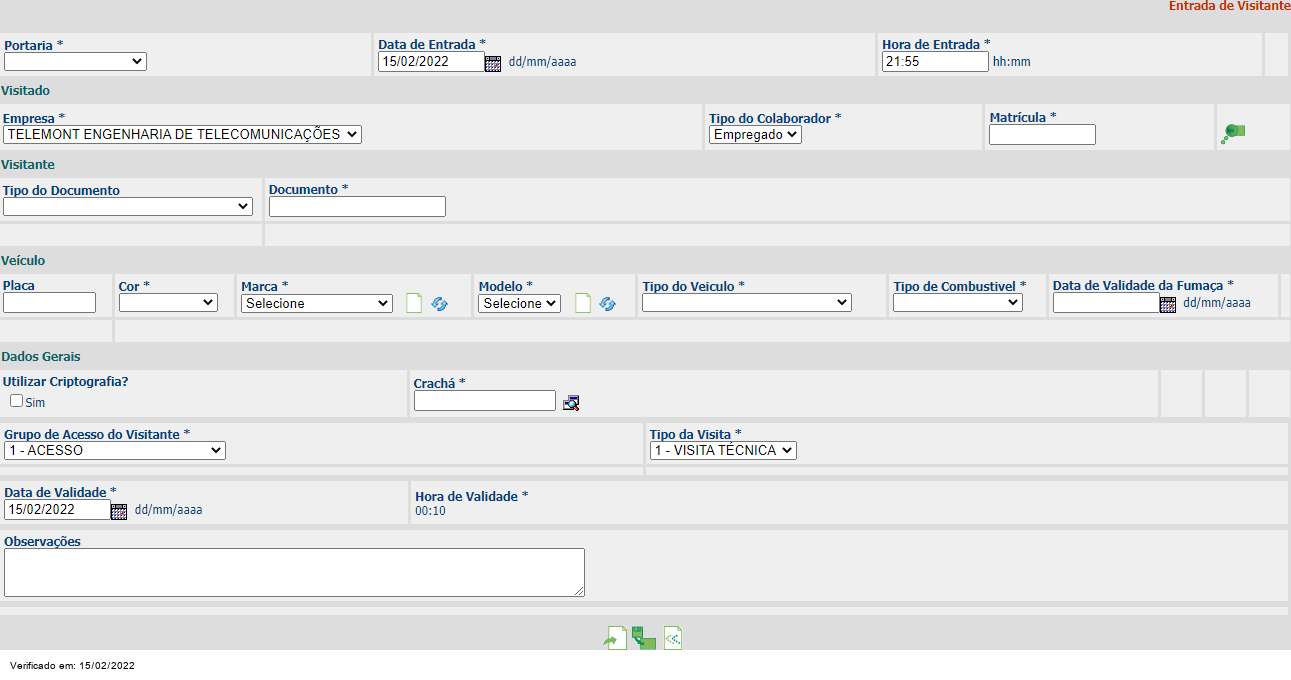 Entrada de Visitante
Portaria * Data de Entrada * Hora de Entrada *
15/02/2022 dd/mm/aaaa 21:55 hh:mm
Visitado
Empresa * Tipo do Colaborador * Matrícula *
TELEMONT ENGENHARIA DE TELECOMUNICAÇÕES Empregado
Visitante
Tipo do Documento Documento *
Veículo
Placa Cor * Marca * Modelo * Tipo do Veiculo * Tipo de Combustivel * Data de Validade da Fumaça *
Selecione Selecione dd/mm/aaaa
Dados Gerais
Utilizar Criptografia? Crachá *
Sim
Grupo de Acesso do Visitante * Tipo da Visita *
1 - ACESSO 1 - VISITA TÉCNICA
Data de Validade * Hora de Validade *
15/02/2022 dd/mm/aaaa 00:10
Observações
Verificado em: 15/02/2022